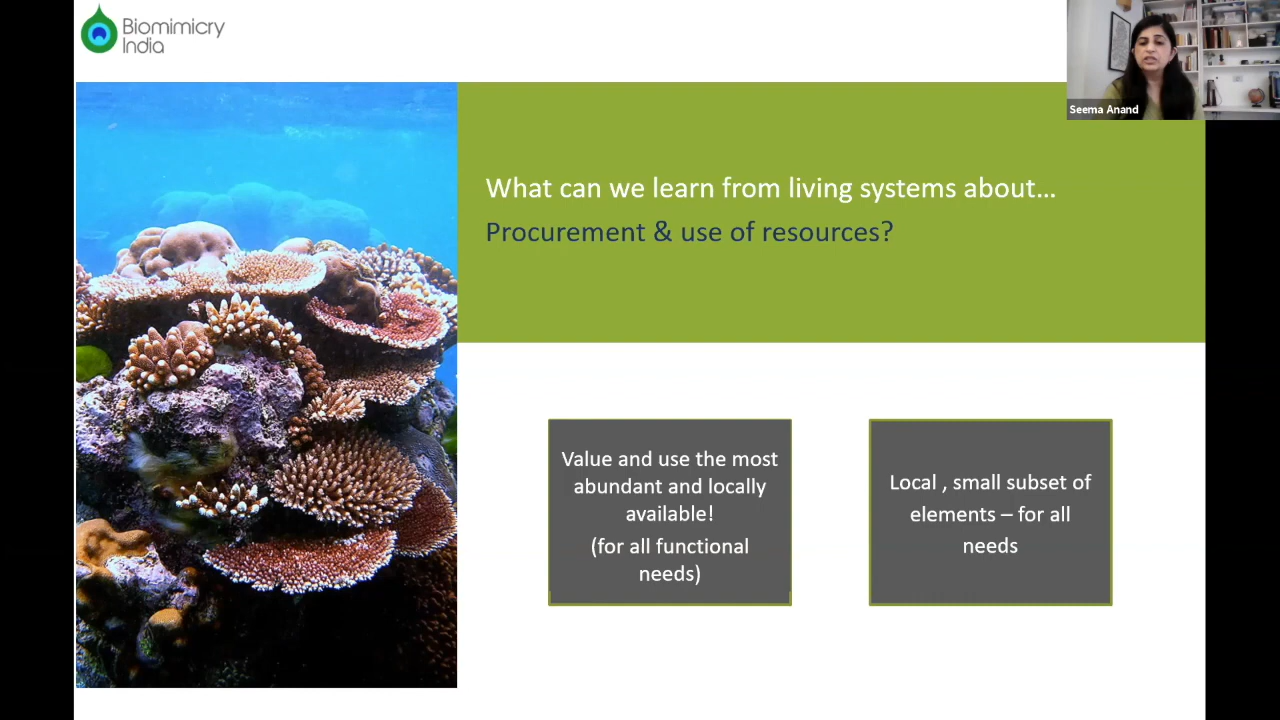 Biomimicry
India
Seema Anand
What can we learn from living systems about...
Procurement & use of resources?
Value and use the most
abundant and locally
available!
(for all functional
needs)
Local , small subset of
elements – for all
needs